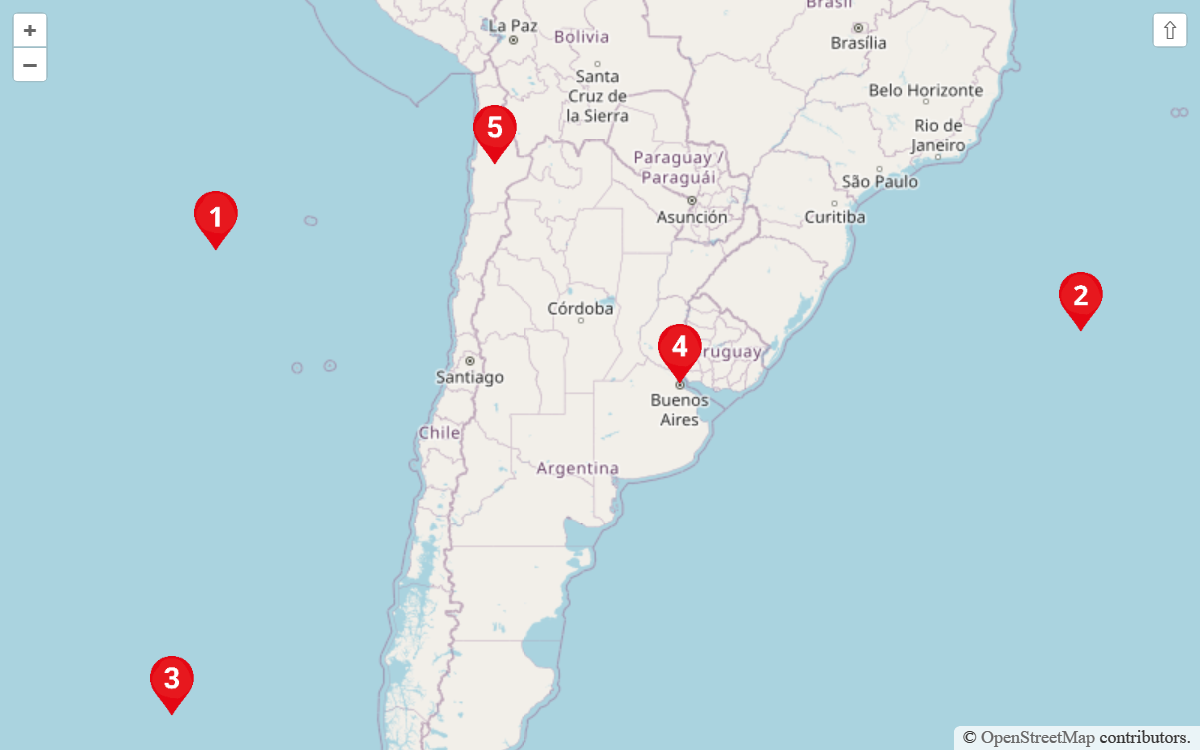 +
−
⇧
Brasil
La Paz
Bolivia
Brasília
Santa
Cruz de
la Sierra
Belo Horizonte
5
Rio de
Janeiro
Paraguay /
Paraguái
São Paulo
1
Asunción
Curitiba
2
Córdoba
4
Uruguay
Santiago
Buenos
Aires
Chile
Argentina
3
© OpenStreetMap contributors.